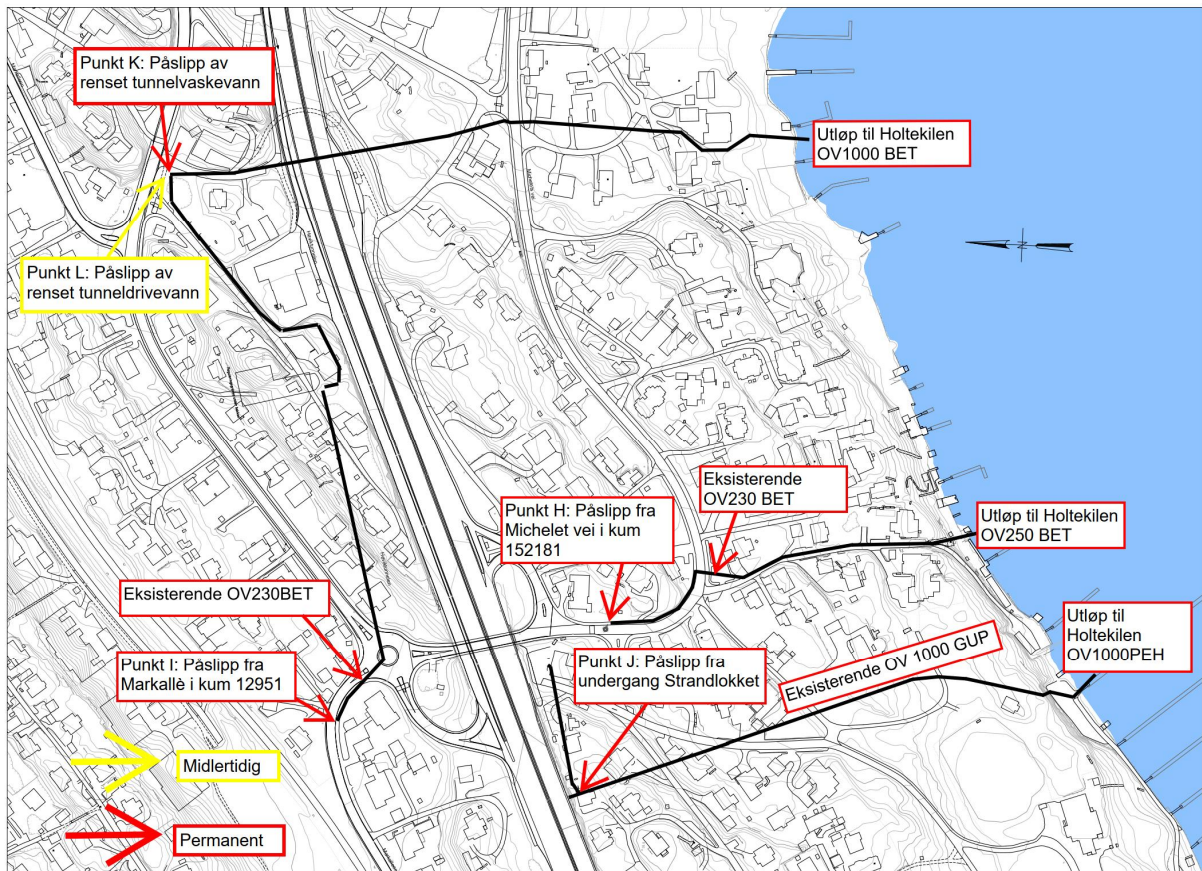 Punkt K: Påslipp av
renset tunnelvaskevann
Utløp til Holtekilen
OV1000 BET
Punkt L: Påslipp av
renset tunneldrivevann
N
Eksisterende
OV230 BET
Punkt H: Påslipp fra
Michelet vei i kum
152181
Utløp til Holtekilen
OV250 BET
Eksisterende OV230BET
Utløp til
Holtekilen
OV1000PEH
Punkt I: Påslipp fra
Markallè i kum 12951
Punkt J: Påslipp fra
undergang Strandlokket
Eksisterende OV 1000 GUP
Midlertidig
Permanent